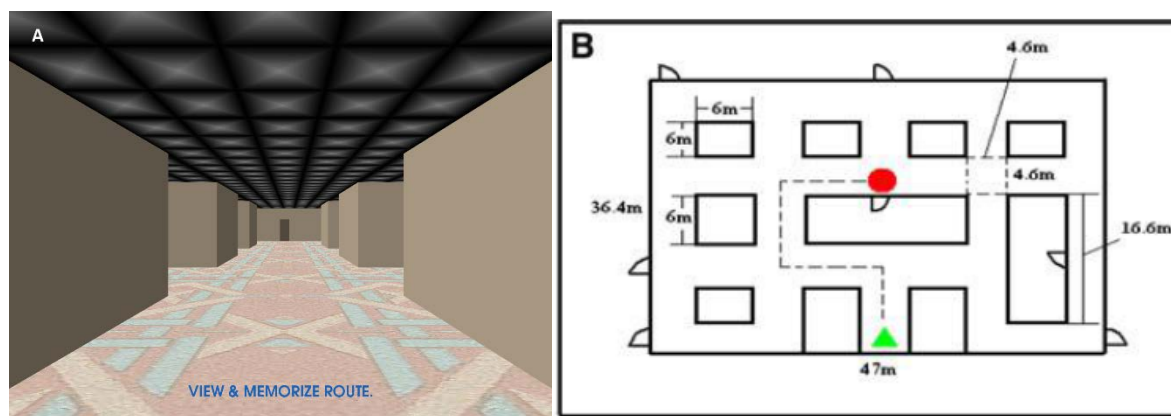 A
VIEW & MEMORIZE ROUTE.
B
4.6m
6m
6m
4.6m
36.4m
6m
16.6m
47m